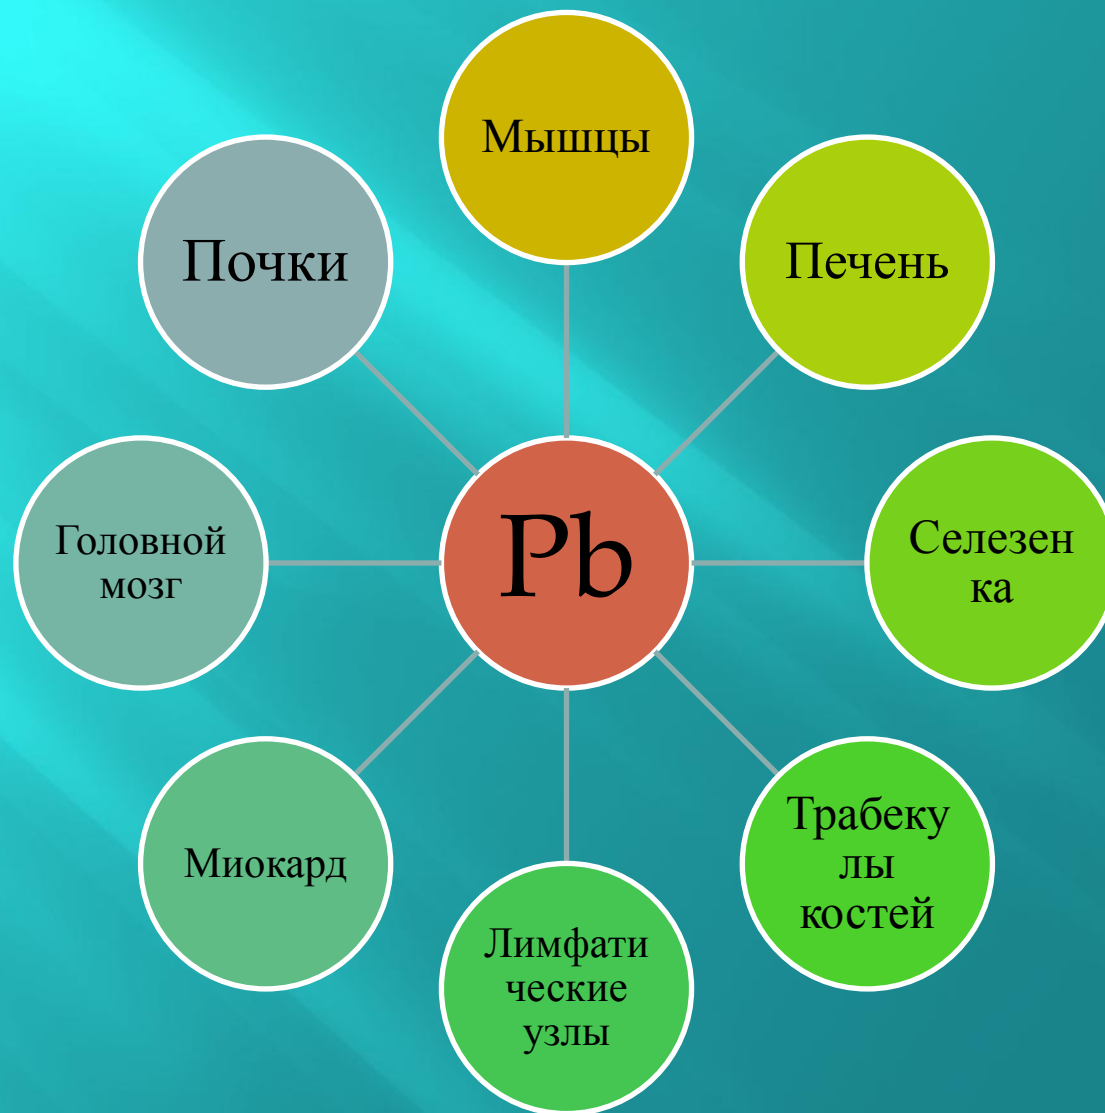 Мышцы
Печень
Селезен
ка
Трабеку
лы
костей
Лимфати
ческие
узлы
Миокард
Головной
мозг
Почки
Pb